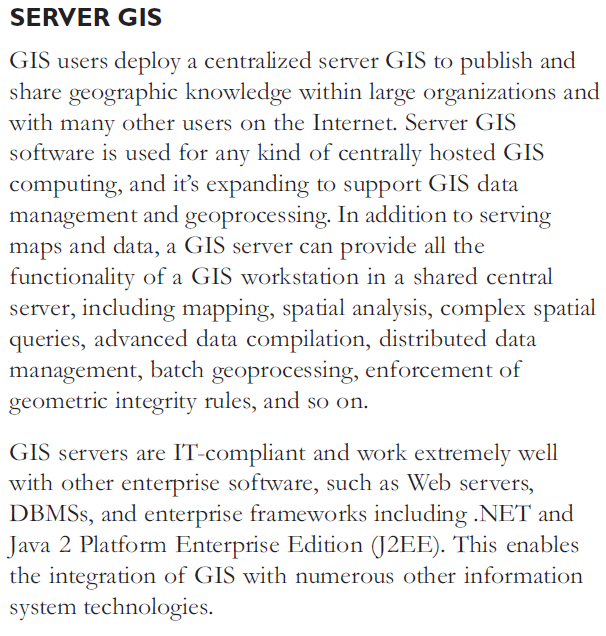 SERVER GIS
GIS users deploy a centralized server GIS to publish and
share geographic knowledge within large organizations and
with many other users on the Internet. Server GIS
software is used for any kind of centrally hosted GIS
computing, and it’s expanding to support GIS data
management and geoprocessing. In addition to serving
maps and data, a GIS server can provide all the
functionality of a GIS workstation in a shared central
server, including mapping, spatial analysis, complex spatial
queries, advanced data compilation, distributed data
management, batch geoprocessing, enforcement of
geometric integrity rules, and so on.
GIS servers are IT-compliant and work extremely well
with other enterprise software, such as Web servers,
DBMSs, and enterprise frameworks including .NET and
Java 2 Platform Enterprise Edition (J2EE). This enables
the integration of GIS with numerous other information
system technologies.